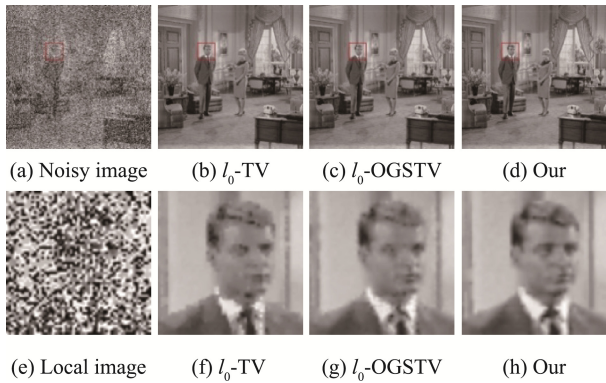 (a) Noisy image (b) l₀-TV (c) l₀-OGSTV (d) Our
(e) Local image (f) l₀-TV (g) l₀-OGSTV (h) Our